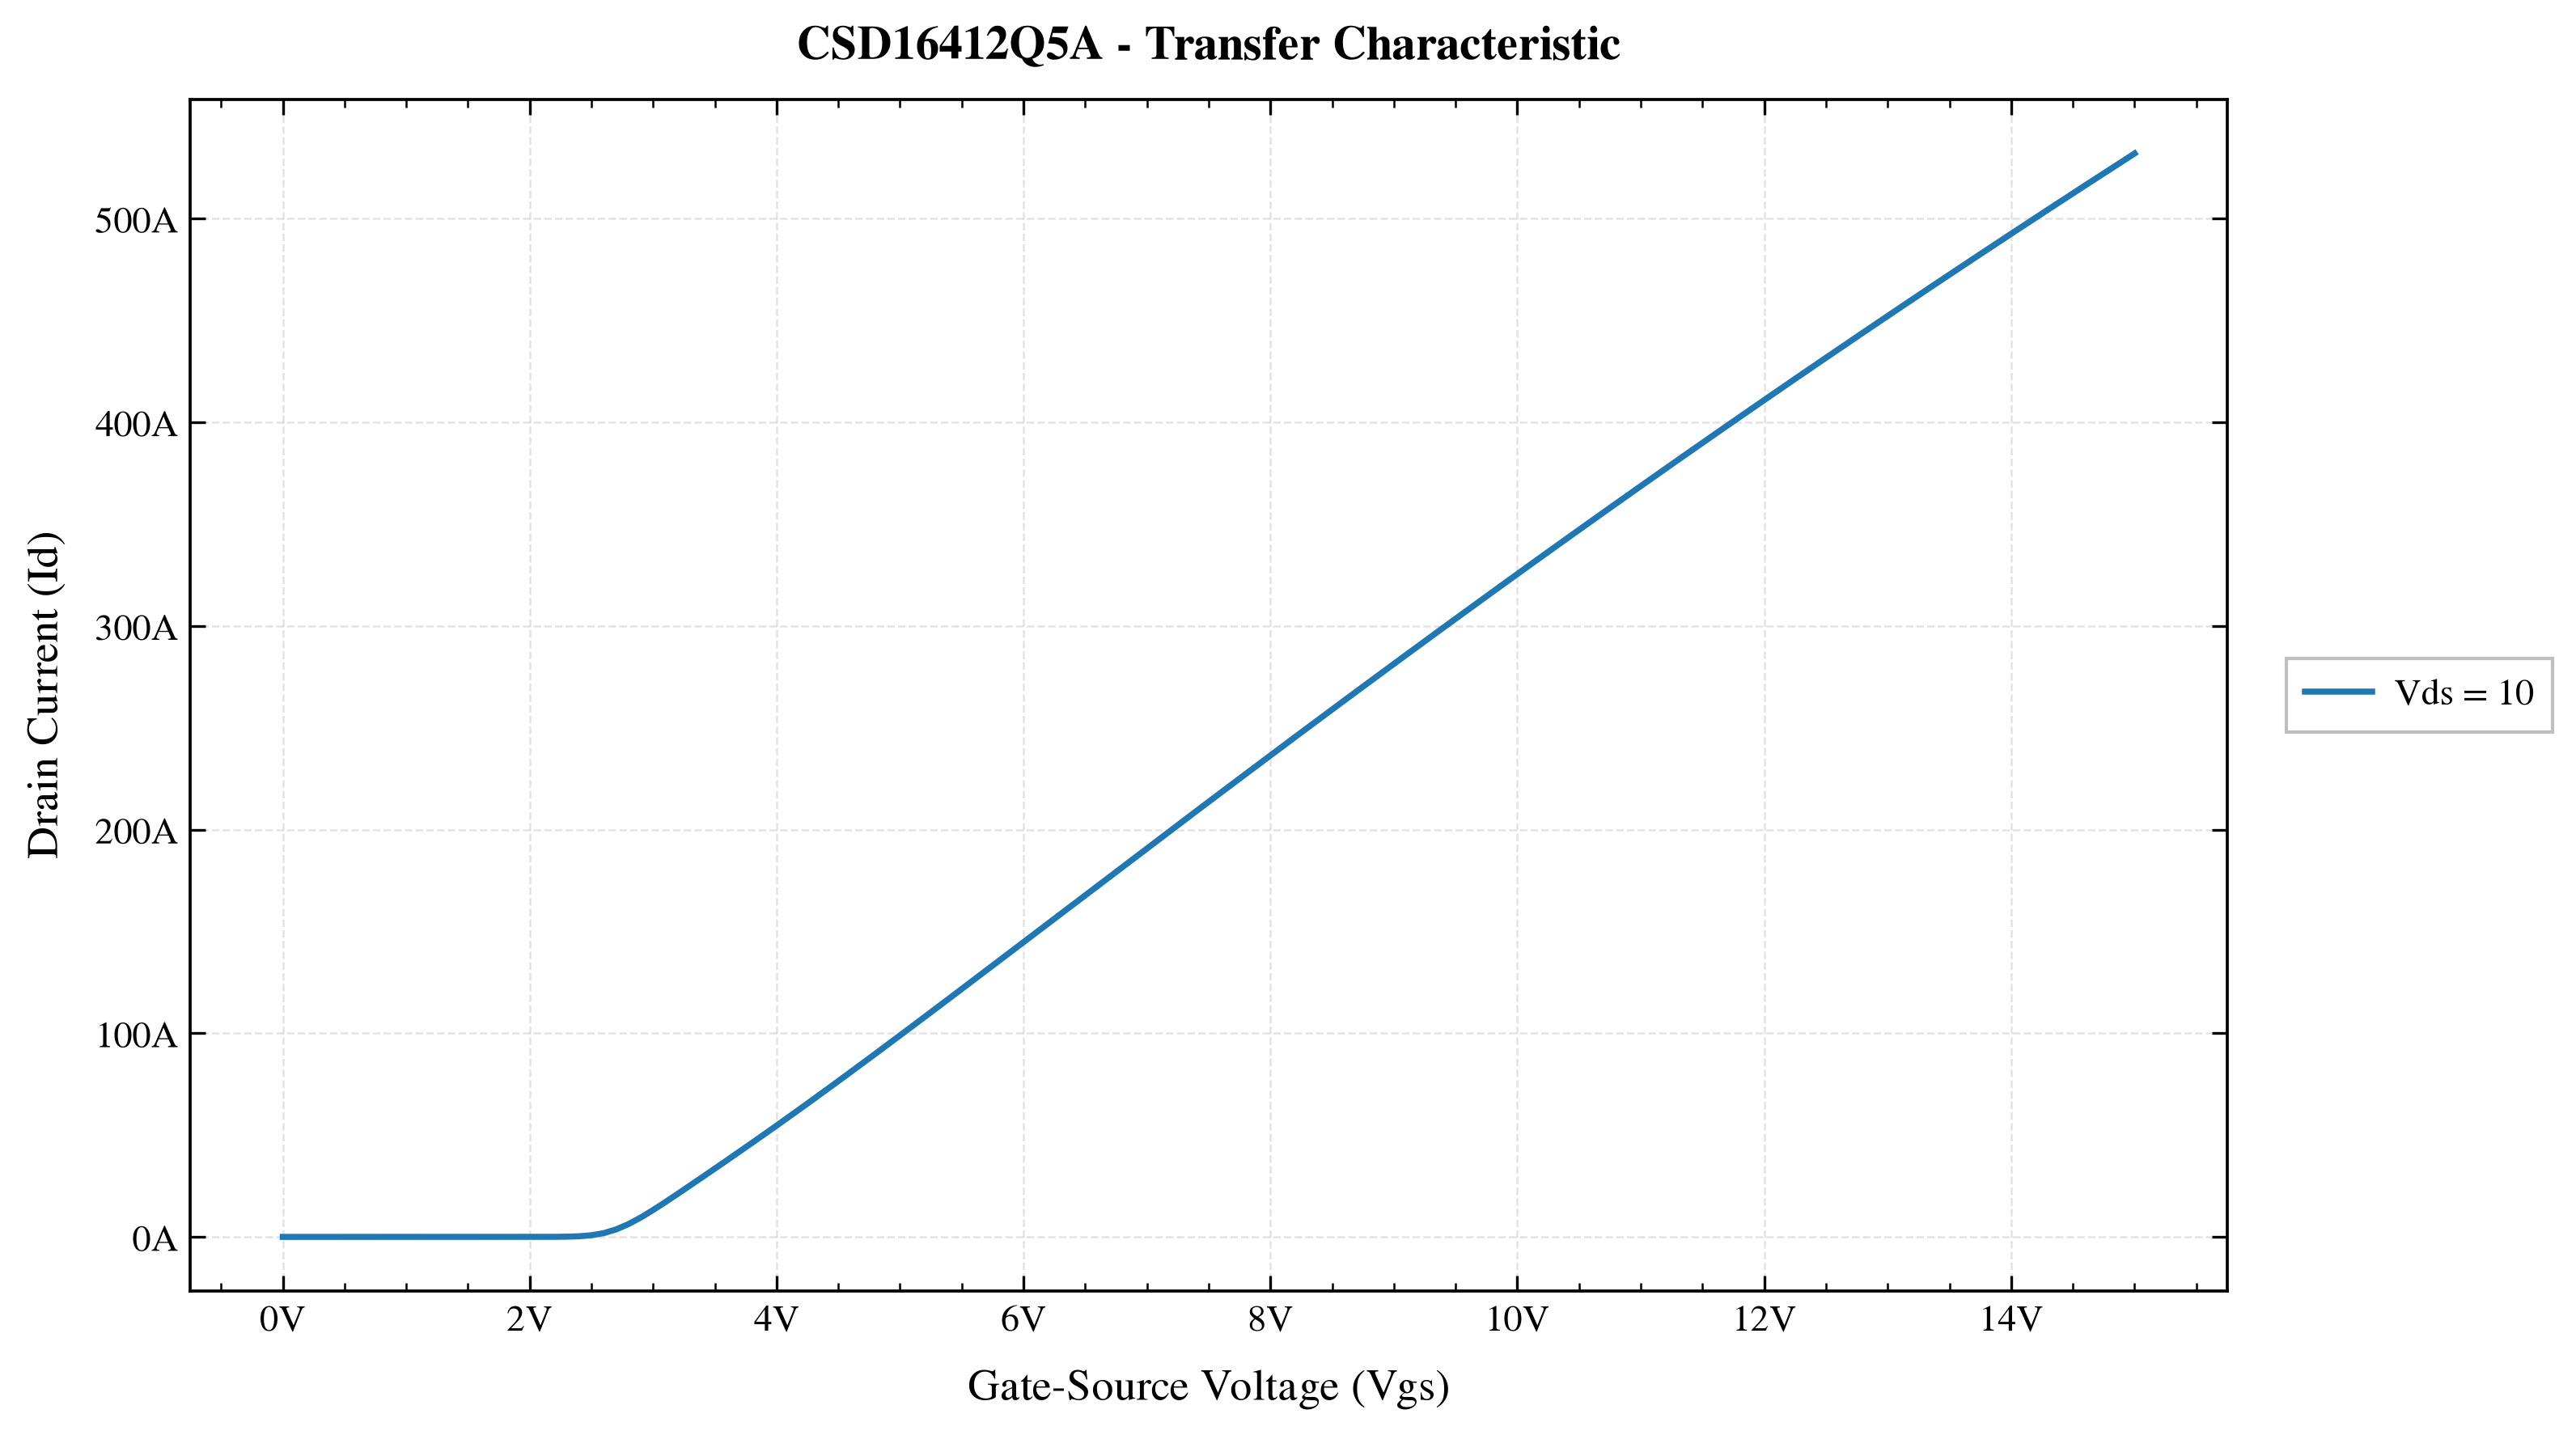 CSD16412Q5A - Transfer Characteristic
Drain Current (Id)
500A
400A
300A
200A
100A
0A
0V 2V 4V 6V 8V 10V 12V 14V
Gate-Source Voltage (Vgs)
Vds = 10